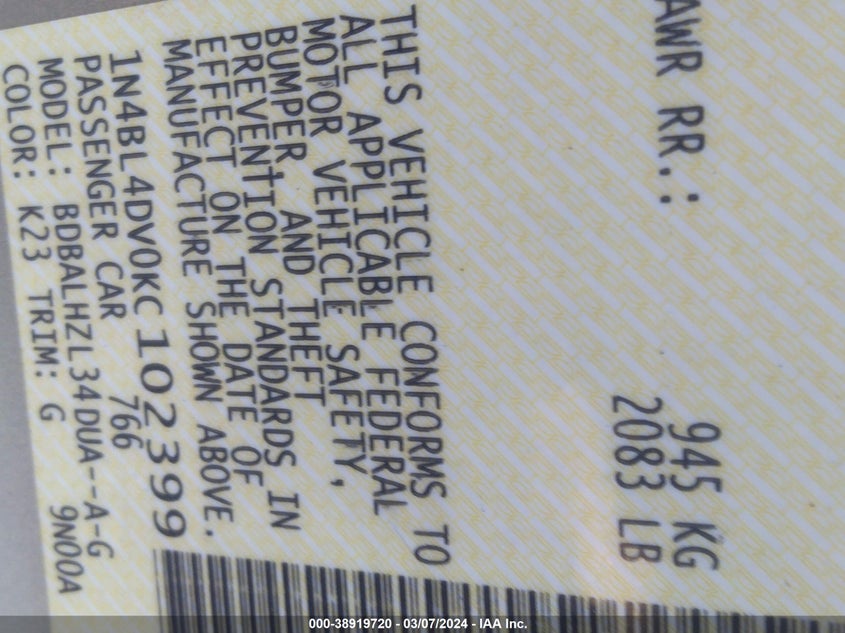 AWR RR.: 945 KG
2083 LB
THIS VEHICLE CONFORMS TO
ALL APPLICABLE FEDERAL
MOTOR VEHICLE SAFETY,
BUMPER, AND THEFT
PREVENTION STANDARDS IN
EFFECT ON THE DATE OF
MANUFACTURE SHOWN ABOVE.
1N4BL4DV0KC102399
PASSENGER CAR 766
MODEL: BDBALHZL34DUA--A-G
COLOR: K23 TRIM: G 9N00A
000-38919720 - 03/07/2024 - IAA Inc.